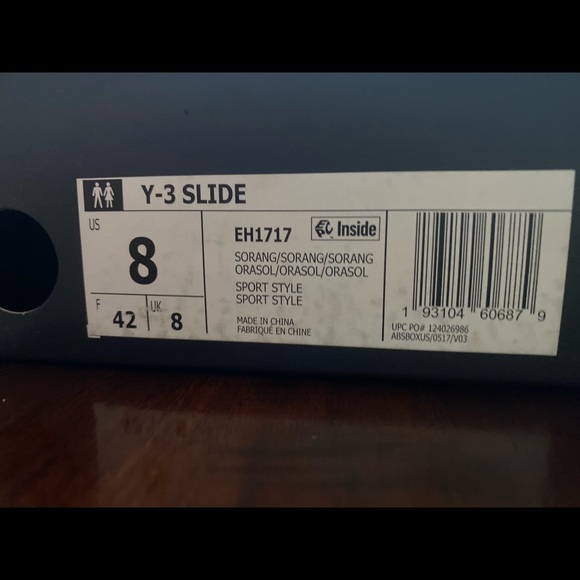 Y-3 SLIDE
US
8
F
42
UK
8
EH1717
Inside
SORANG/SORANG/SORANG
ORASOL/ORASOL/ORASOL
SPORT STYLE
SPORT STYLE
MADE IN CHINA
FABRIQUE EN CHINE
1 93104 60687 9
UPC PO# 124026986
ABSBOXUS/0517/V03